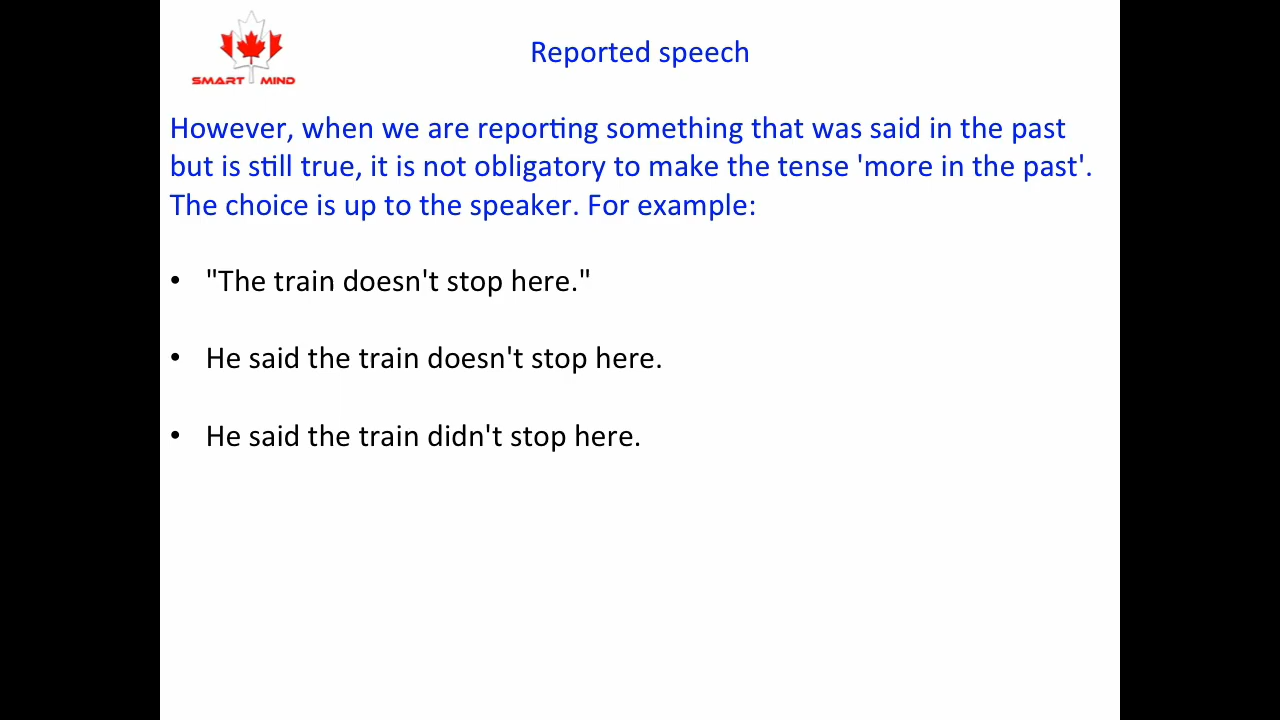 SMART MIND
Reported speech
However, when we are reporting something that was said in the past
but is still true, it is not obligatory to make the tense 'more in the past'.
The choice is up to the speaker. For example:
• "The train doesn't stop here."
• He said the train doesn't stop here.
• He said the train didn't stop here.